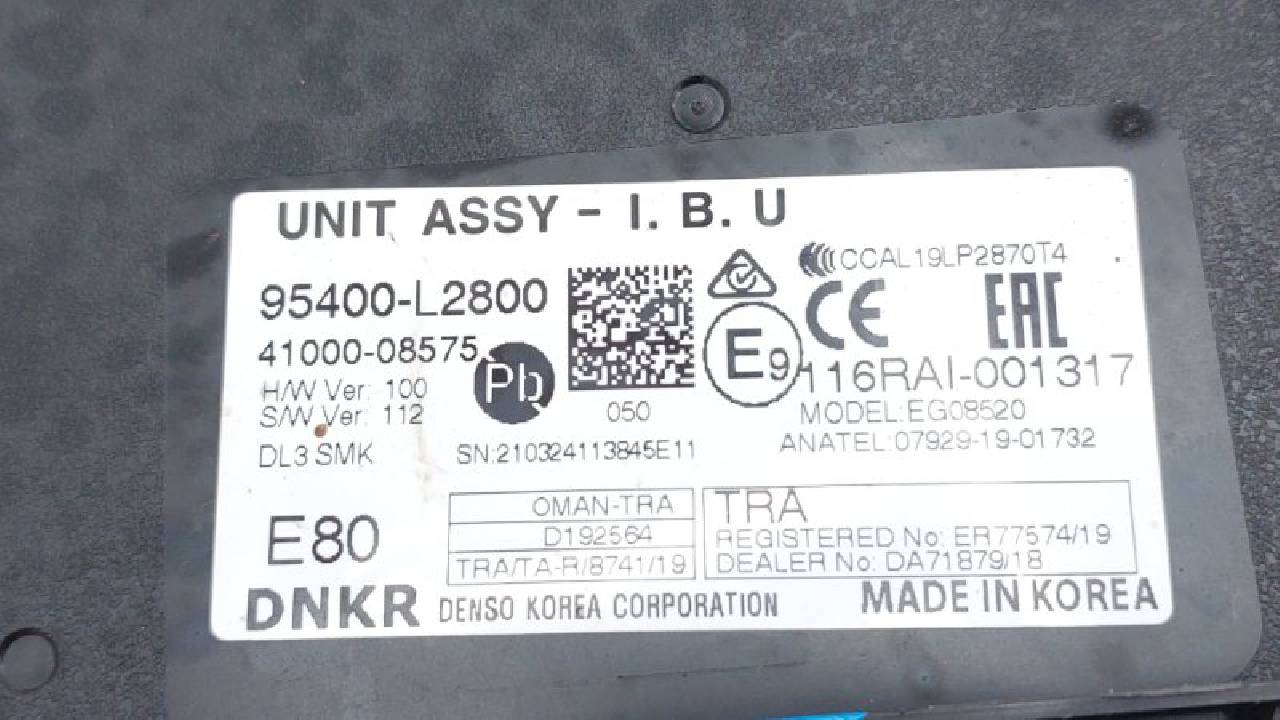 UNIT ASSY - I. B. U
CCAL19LP2870T4
95400-L2800
CE EAC
41000-08575
Pb
E9
116RAI-001317
H/W Ver: 100
S/W Ver: 112
050
MODEL:EG08520
DL3 SMK
SN:210324113845E11
ANATEL:07929-19-01732
E80
OMAN-TRA
D192564
TRA/TA-R/8741/19
TRA
REGISTERED No: ER77574/19
DEALER No: DA71879/18
DNKR DENSO KOREA CORPORATION
MADE IN KOREA